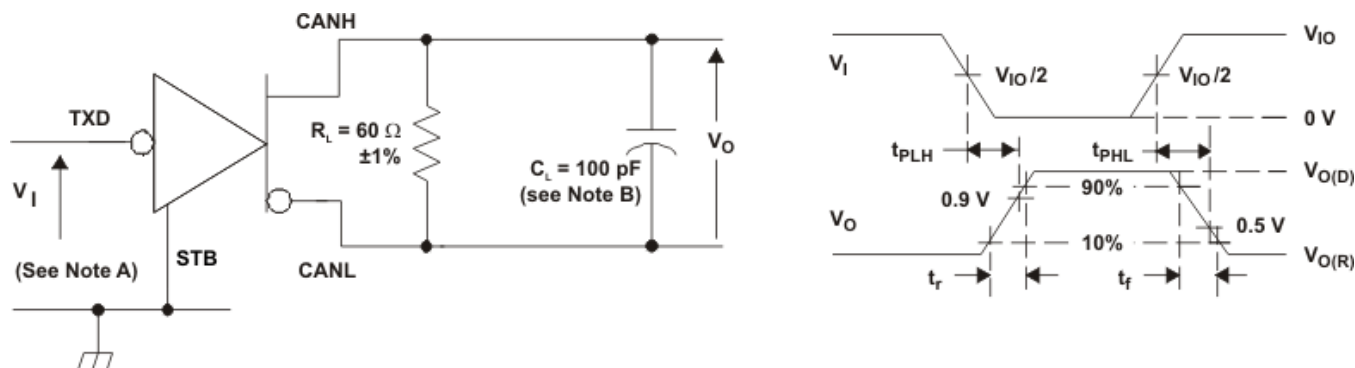 CANH
TXD
R_L = 60 Ω
±1%
C_L = 100 pF
(see Note B)
V_O
V_I
(See Note A)
STB
CANL
V_I
V_IO/2
V_IO/2
V_IO
0 V
t_PLH
t_PHL
V_O
0.9 V
90%
10%
0.5 V
V_O(D)
V_O(R)
t_r
t_f